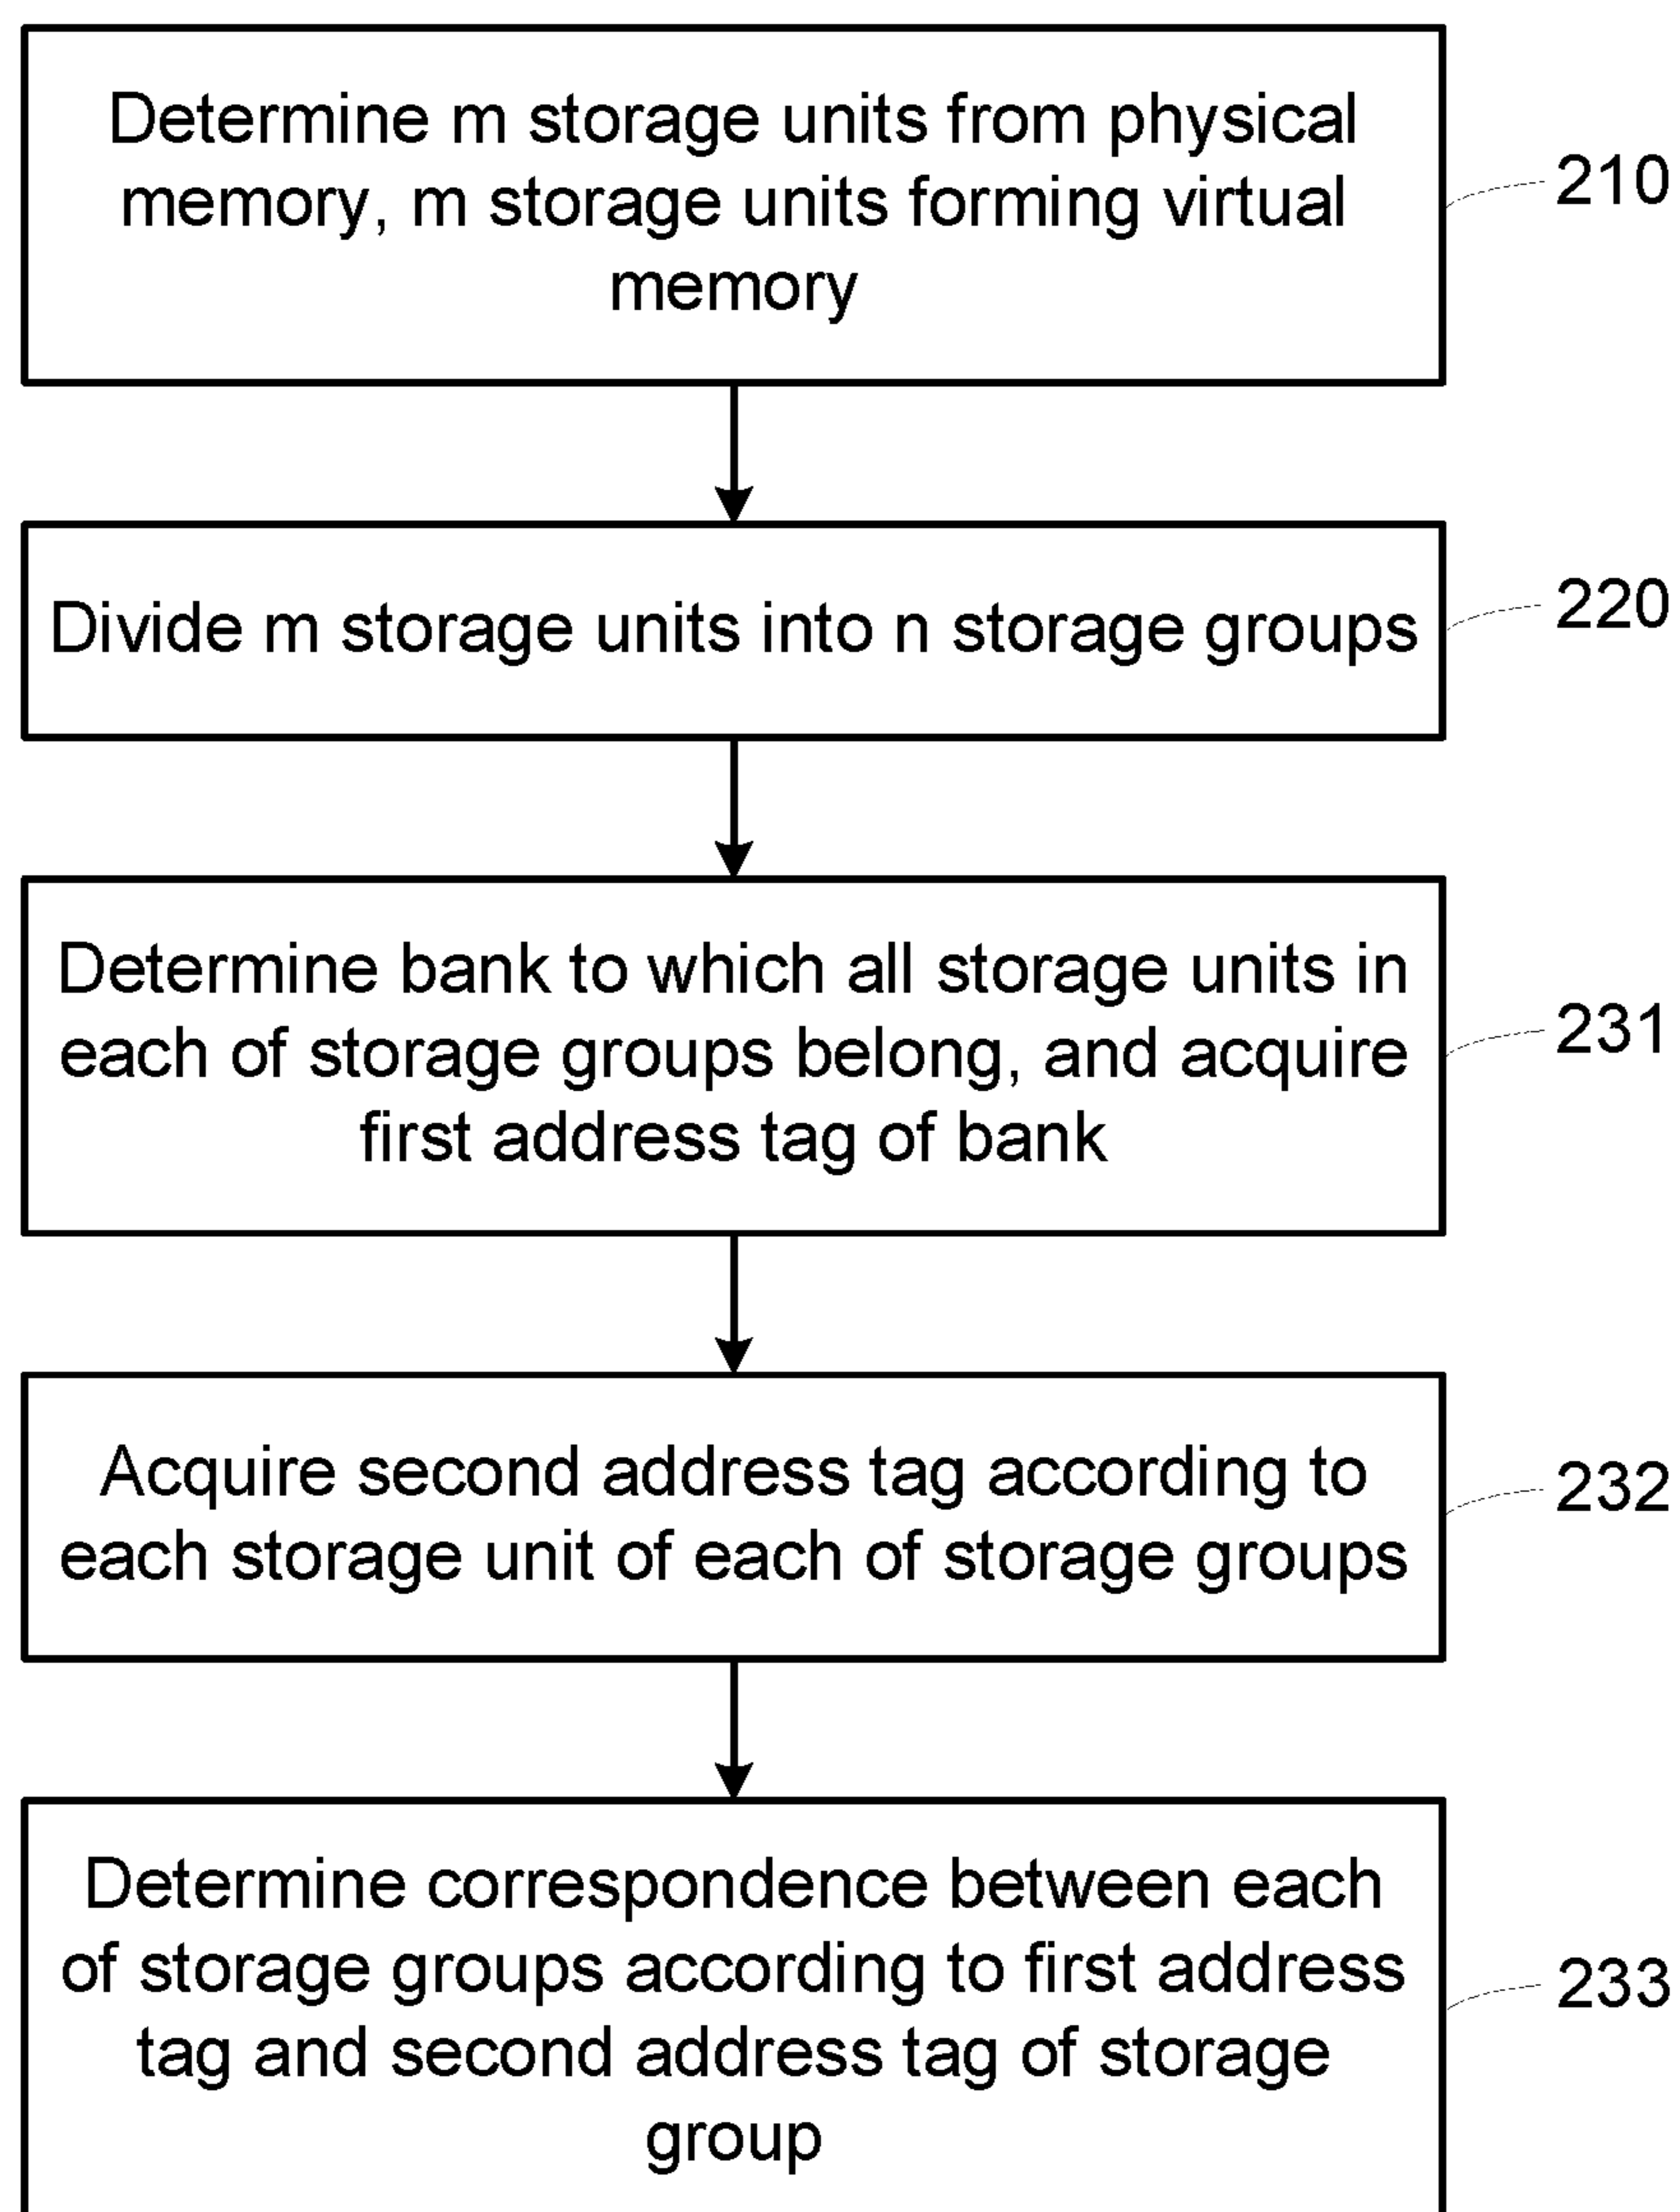 Determine m storage units from physical
memory, m storage units forming virtual
memory
210
Divide m storage units into n storage groups
220
Determine bank to which all storage units in
each of storage groups belong, and acquire
first address tag of bank
231
Acquire second address tag according to
each storage unit of each of storage groups
232
Determine correspondence between each
of storage groups according to first address
tag and second address tag of storage
group
233